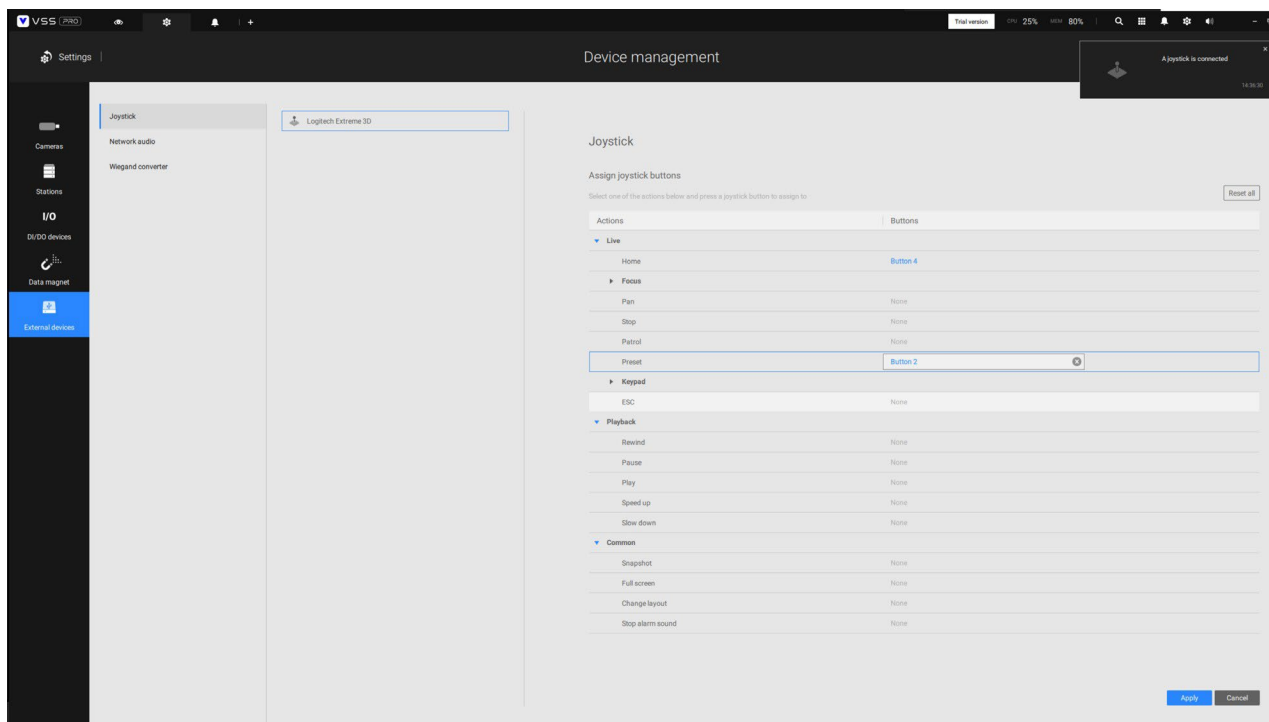 VSS PRO
Trial version CPU 25% MEM 80%
Settings
Device management
A joystick is connected
14:36:30
Cameras
Stations
I/O
DI/DO devices
Data magnet
External devices
Joystick
Network audio
Wiegand converter
Logitech Extreme 3D
Joystick
Assign joystick buttons
Select one of the actions below and press a joystick button to assign to
Reset all
Actions Buttons
Live
Home Button 4
Focus
Pan None
Stop None
Patrol None
Preset Button 2
Keypad
ESC None
Playback
Rewind None
Pause None
Play None
Speed up None
Slow down None
Common
Snapshot None
Full screen None
Change layout None
Stop alarm sound None
Apply Cancel